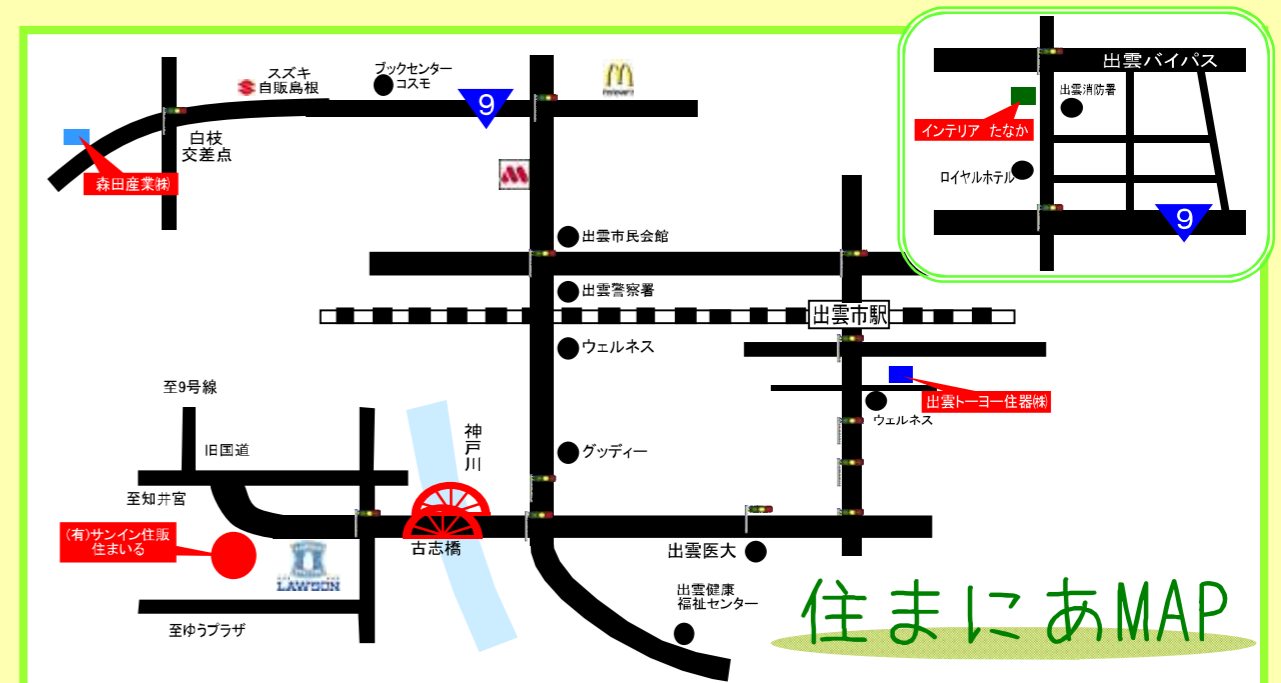 スズキ
自販島根
ブックセンター
コスモ
9
白枝
交差点
森田産業㈱
出雲バイパス
出雲消防署
インテリア たなか
ロイヤルホテル
9
出雲市民会館
出雲警察署
出雲市駅
ウェルネス
出雲トーヨー住器㈱
ウェルネス
至9号線
旧国道
神戸川
グッディー
至知井宮
(有)サンイン住販
住まいる
LAWSON
古志橋
出雲医大
出雲健康
福祉センター
至ゆうプラザ
住まにあMAP